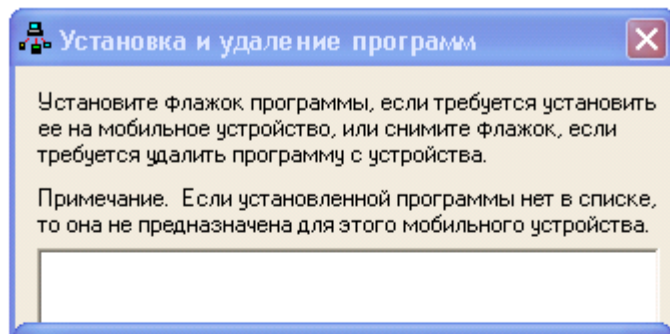 Установка и удаление программ
Установите флажок программы, если требуется установить
ее на мобильное устройство, или снимите флажок, если
требуется удалить программу с устройства.
Примечание. Если установленной программы нет в списке,
то она не предназначена для этого мобильного устройства.